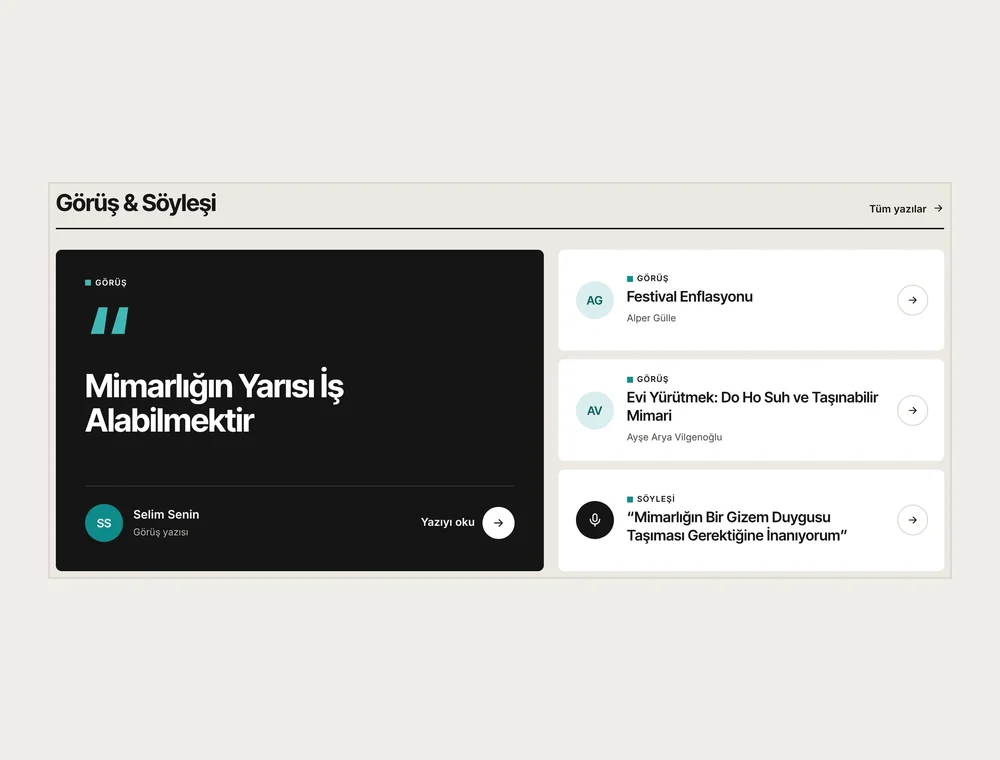 Görüş & Söyleşi
Tüm yazılar →
GÖRÜŞ
"
Mimarlığın Yarısı İş
Alabilmektir
SS
Selim Senin
Görüş yazısı
Yazıyı oku
AG
GÖRÜŞ
Festival Enflasyonu
Alper Gülle
AV
GÖRÜŞ
Evi Yürütmek: Do Ho Suh ve Taşınabilir
Mimari
Ayşe Arya Vilgenoğlu
SÖYLEŞİ
“Mimarlığın Bir Gizem Duygusu
Taşıması Gerektiğine İnanıyorum”